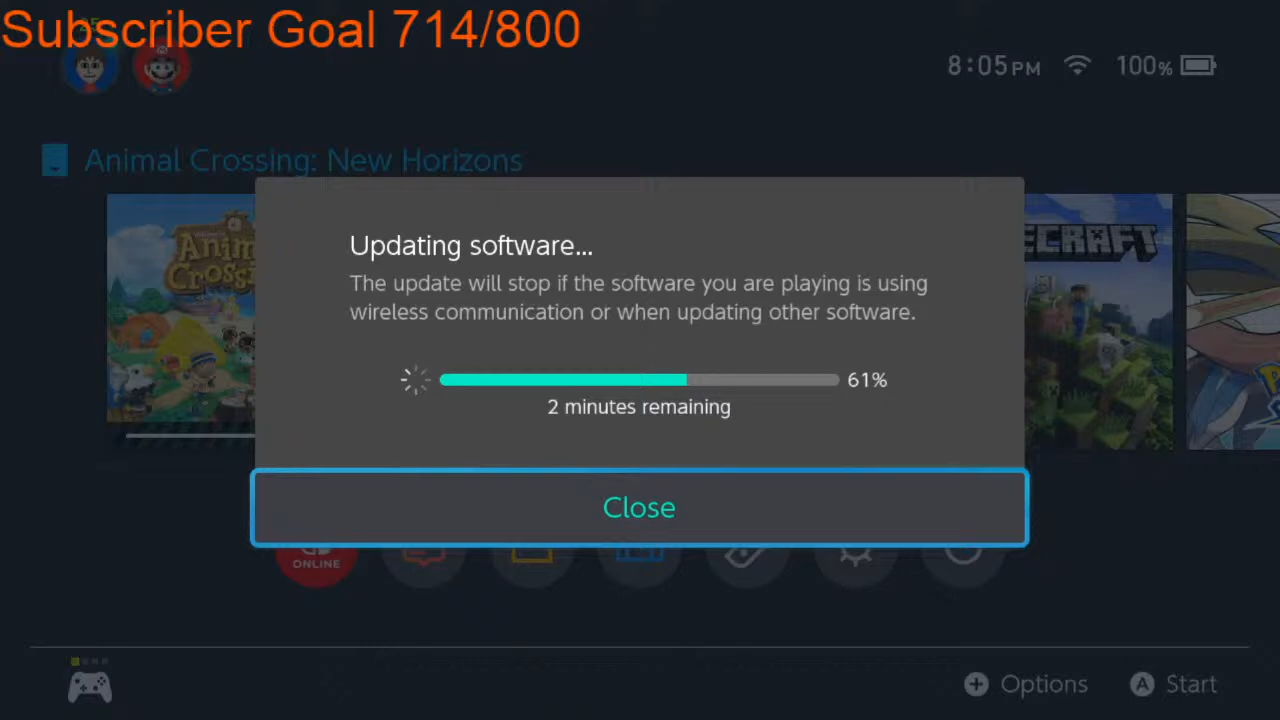 Subscriber Goal 714/800
8:05PM 100%
Animal Crossing: New Horizons
Updating software...
The update will stop if the software you are playing is using
wireless communication or when updating other software.
61%
2 minutes remaining
Close
ONLINE
Options
A Start